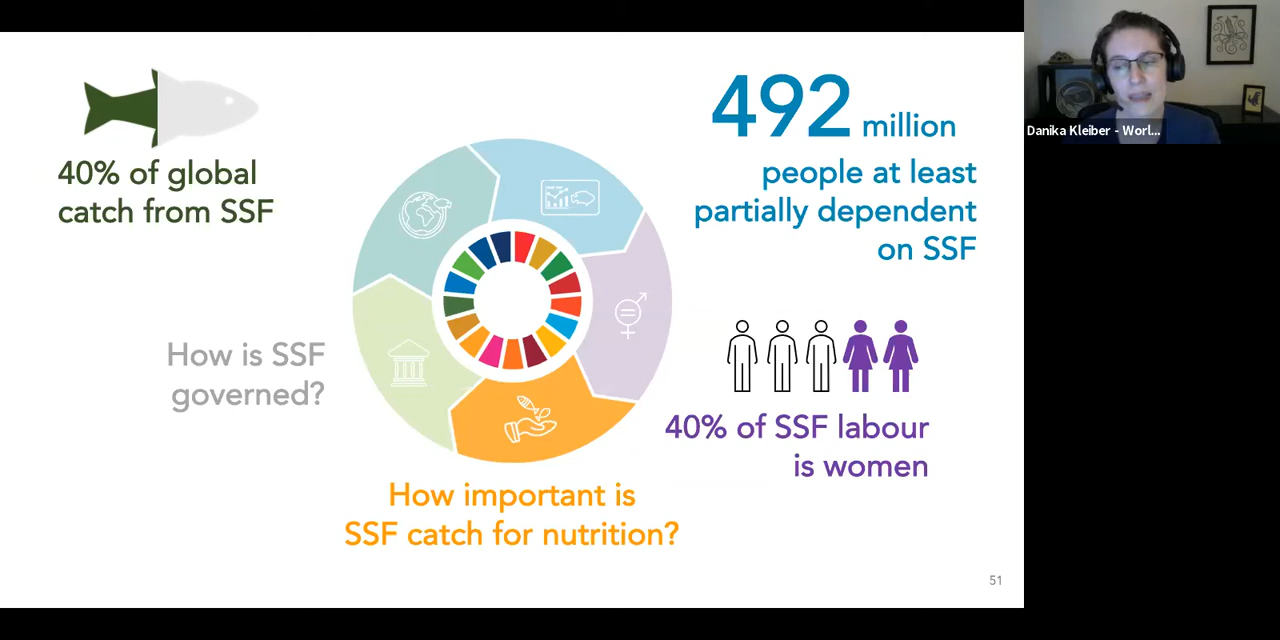 40% of global
catch from SSF
492 million
people at least
partially dependent
on SSF
How is SSF
governed?
40% of SSF labour
is women
How important is
SSF catch for nutrition?
51
Danika Kleiber - Worl...